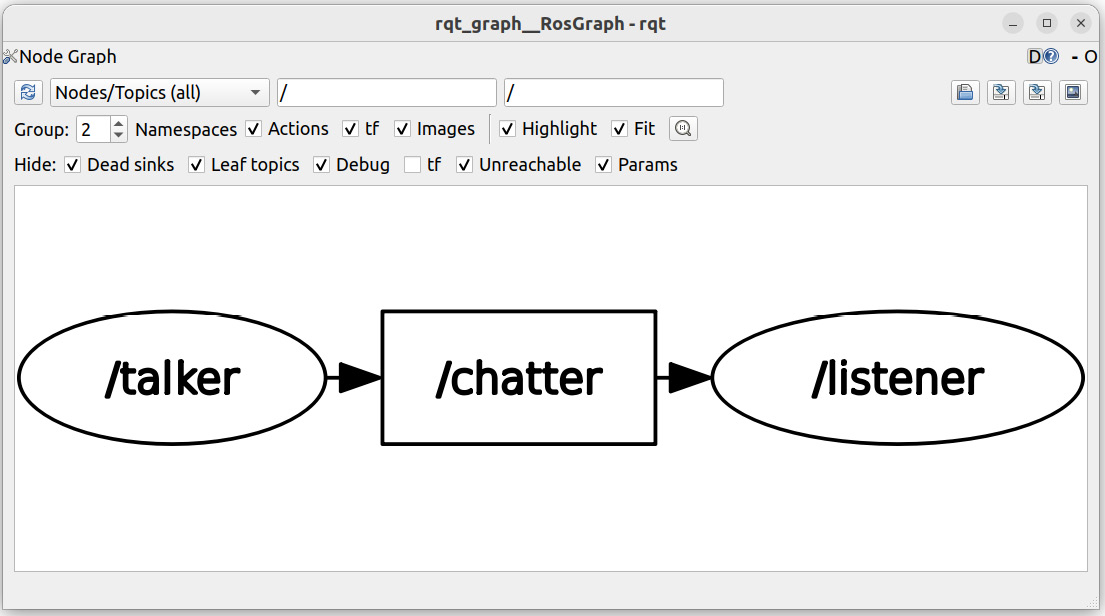 rqt_graph__RosGraph - rqt
Node Graph D? - O
Nodes/Topics (all) / /
Group: 2 Namespaces Actions tf Images Highlight Fit
Hide: Dead sinks Leaf topics Debug tf Unreachable Params
/talker /chatter /listener